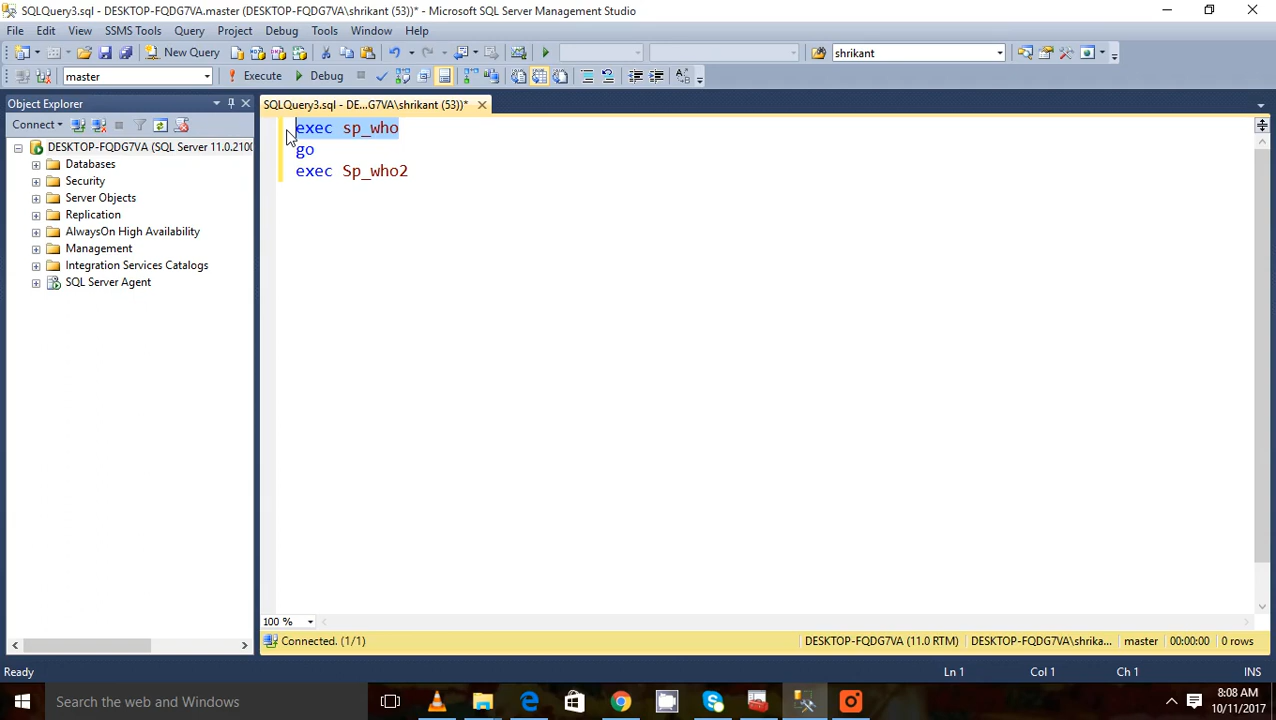 SQLQuery3.sql - DESKTOP-FQDG7VA.master (DESKTOP-FQDG7VA\shrikant (53))* - Microsoft SQL Server Management Studio
File Edit View SSMS Tools Project Debug Tools Window Help
New Query shrikant
master Execute Debug
Object Explorer
SQLQuery3.sql - DE...G7VA\shrikant (53))*
Connect
DESKTOP-FQDG7VA (SQL Server 11.0.2100
Databases
Security
Server Objects
Replication
AlwaysOn High Availability
Management
Integration Services Catalogs
SQL Server Agent
exec sp_who
go
exec Sp_who2
100 %
Connected. (1/1) DESKTOP-FQDG7VA (11.0 RTM) DESKTOP-FQDG7VA\shrika... master 00:00:00 0 rows
Ready Ln 1 Col 1 Ch 1 INS
Search the web and Windows
8:08 AM
10/11/2017